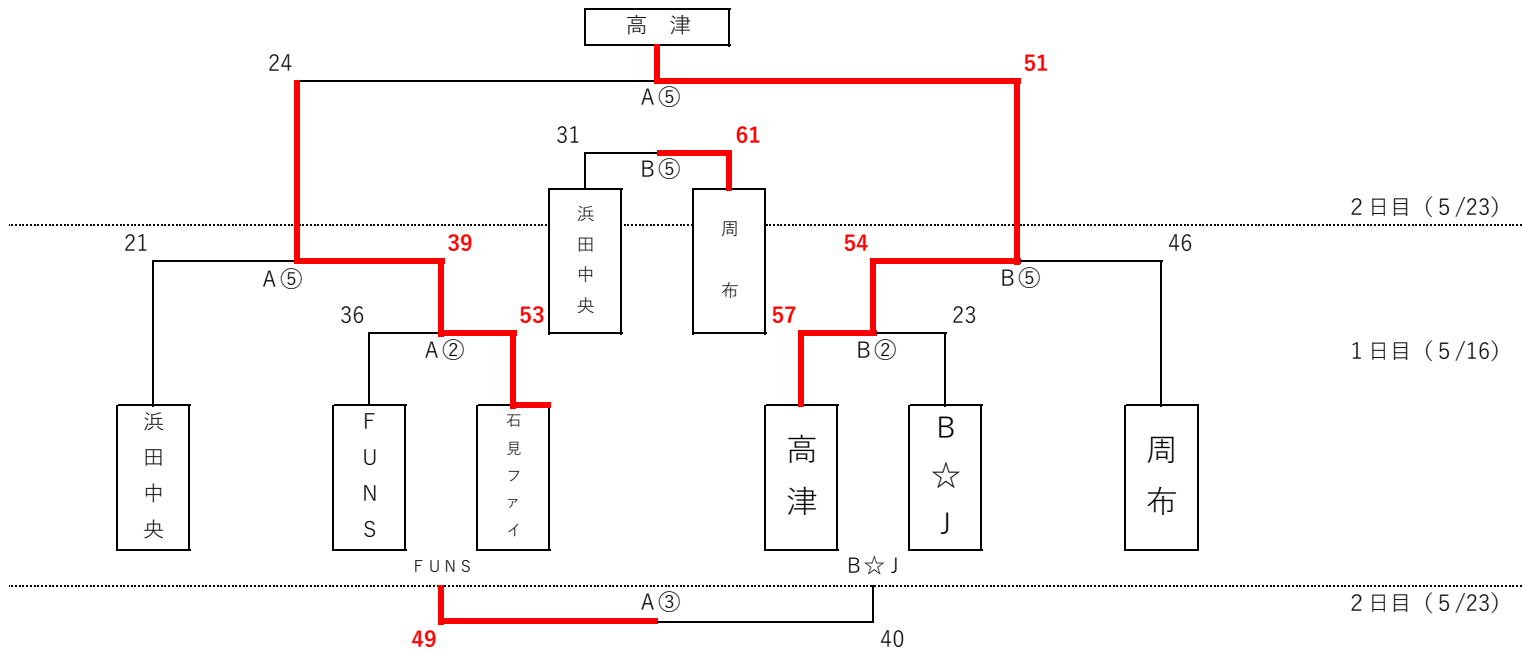 高 津
24
51
A⑤
31
61
B⑤
2日目（5/23）
浜田中央
周布
21
39
54
46
A⑤
B⑤
36
53
57
23
A②
B②
1日目（5/16）
浜田中央
FUNS
石見ファイ
高津
B☆J
周布
FUNS
B☆J
A③
2日目（5/23）
49
40